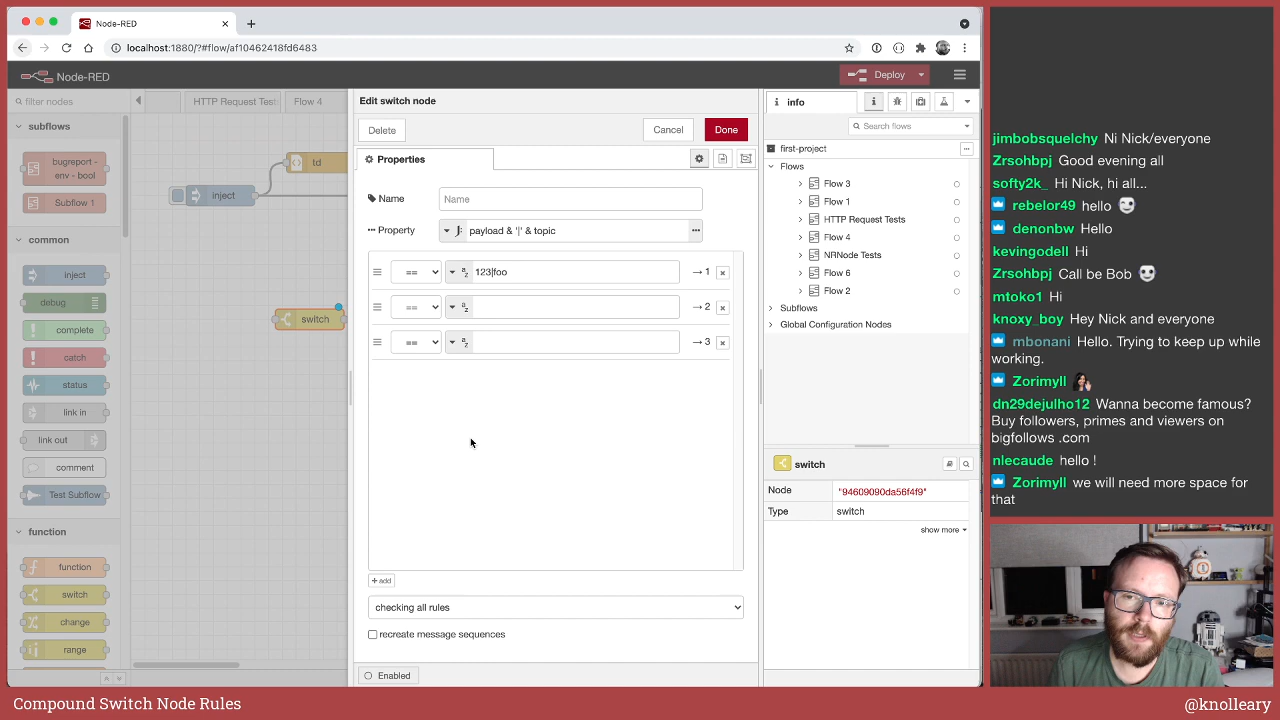 Node-RED
localhost:1880/?#flow/af10462418fd6483
Node-RED
Deploy
filter nodes
HTTP Request Tes
Flow 4
subflows
bugreport -
env - bool
Subflow 1
common
inject
debug
complete
catch
status
link in
link out
comment
Test Subflow
function
function
switch
change
range
inject
td
switch
Edit switch node
Delete
Cancel
Done
Properties
Name
Name
Property
J: payload & '|' & topic
== az 123|foo → 1
== az → 2
== az → 3
add
checking all rules
recreate message sequences
Enabled
i info
Search flows
first-project
Flows
Flow 3
Flow 1
HTTP Request Tests
Flow 4
NRNode Tests
Flow 6
Flow 2
Subflows
Global Configuration Nodes
switch
Node "94609090da56f4f9"
Type switch
show more
jimbobsquelchy Ni Nick/everyone
Zrsohbpj Good evening all
softy2k_ Hi Nick, hi all...
rebelor49 hello
denonbw Hello
kevingodell Hi
Zrsohbpj Call be Bob
mtoko1 Hi
knoxy_boy Hey Nick and everyone
mbonani Hello. Trying to keep up while
working.
Zorimyll
dn29dejulho12 Wanna become famous?
Buy followers, primes and viewers on
bigfollows .com
nlecaude hello !
Zorimyll we will need more space for
that
Compound Switch Node Rules
@knolleary